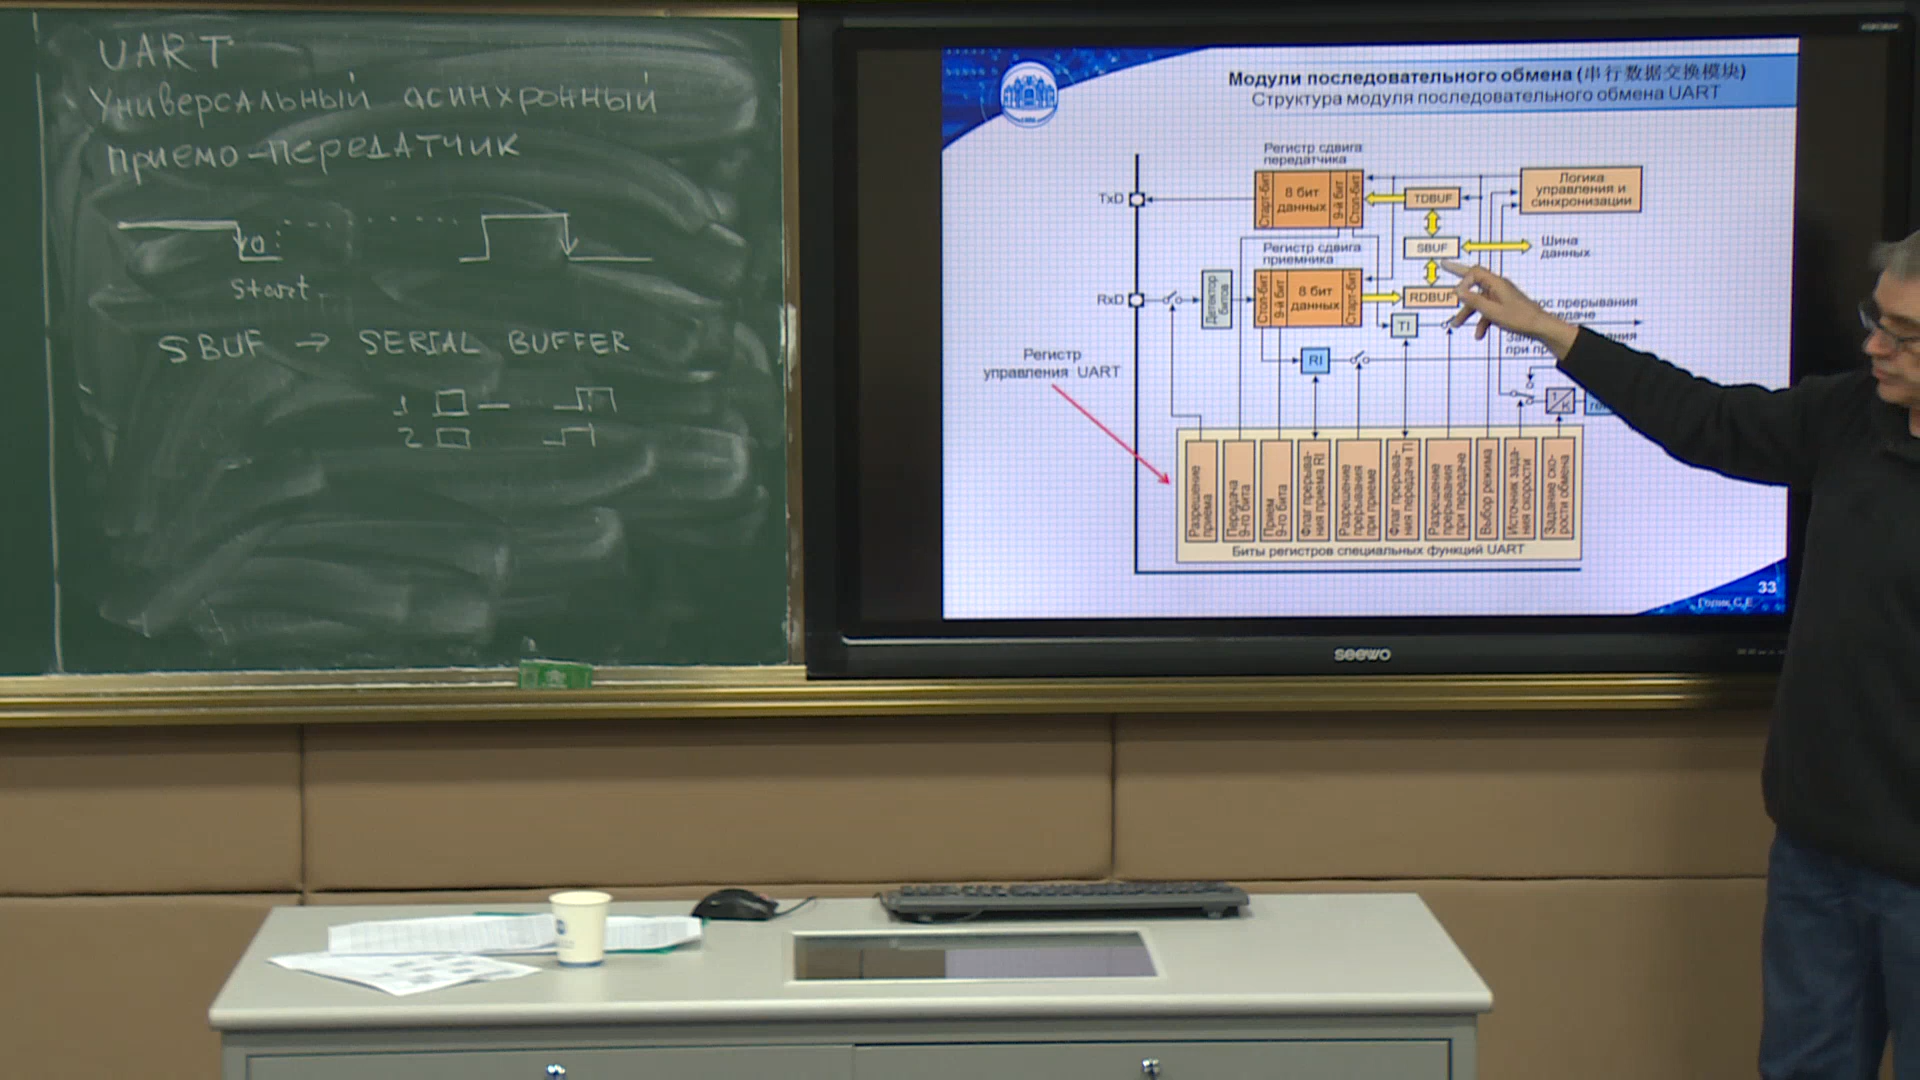 UART
Универсальный асинхронный
приемо-передатчик
0
start
SBUF → SERIAL BUFFER
1
2
Модули последовательного обмена (串行数据交换模块)
Структура модуля последовательного обмена UART
Регистр сдвига
передатчика
TxD
Старт-бит
8 бит
данных
9-й бит
Стоп-бит
TDBUF
Логика
управления и
синхронизации
SBUF
Шина
данных
Регистр сдвига
приемника
RxD
Детектор
битов
Стоп-бит
9-й бит
8 бит
данных
Старт-бит
RDBUF
прерывания
TI
RI
1/K
Регистр
управления UART
Разрешение
приема
Передача
9-го бита
Прием
9-го бита
Флаг прерыва-
ния приема RI
Разрешение
прерывания
при приеме
Флаг прерыва-
ния передачи TI
Разрешение
прерывания
при передаче
Выбор режима
Источник зада-
ния скорости
Задание ско-
рости обмена
Биты регистров специальных функций UART
33
seewo